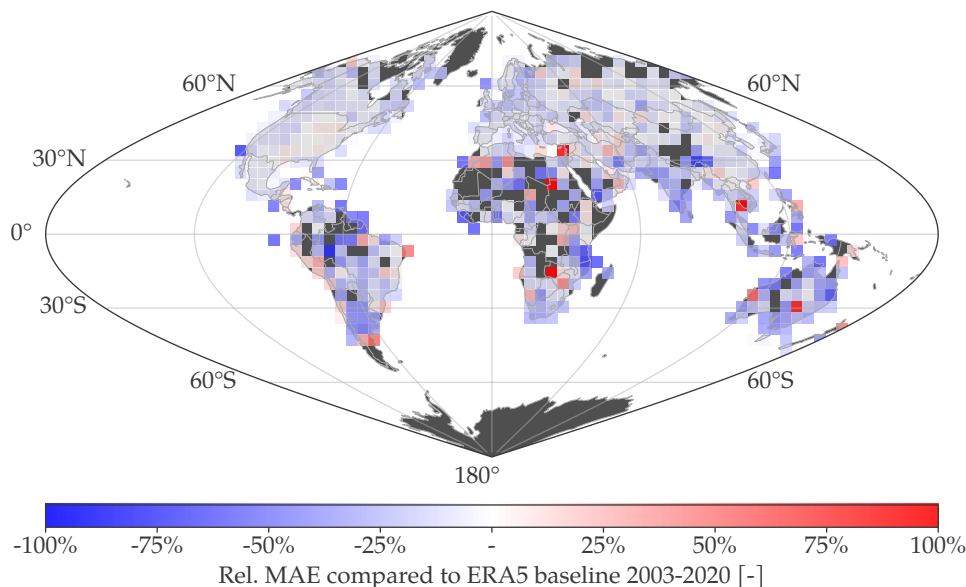 60°N
60°N
30°N
0°
30°S
60°S
60°S
180°
-100% -75% -50% -25% - 25% 50% 75% 100%
Rel. MAE compared to ERA5 baseline 2003-2020 [-]